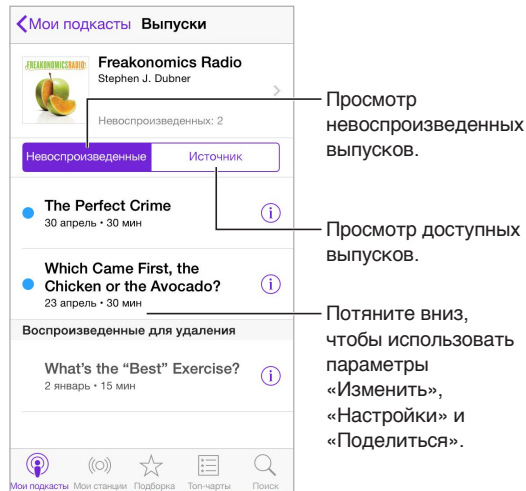 Мои подкасты Выпуски
FREAKONOMICSRADIO
Freakonomics Radio
Stephen J. Dubner
Невоспроизведенных: 2
Невоспроизведенные Источник
The Perfect Crime
30 апрель • 30 мин
Which Came First, the
Chicken or the Avocado?
23 апрель • 30 мин
Воспроизведенные для удаления
What's the “Best” Exercise?
2 январь • 15 мин
Мои подкасты Мои станции Подборка Топ-чарты Поиск
Просмотр
невоспроизведенных
выпусков.
Просмотр доступных
выпусков.
Потяните вниз,
чтобы использовать
параметры
«Изменить»,
«Настройки» и
«Поделиться».